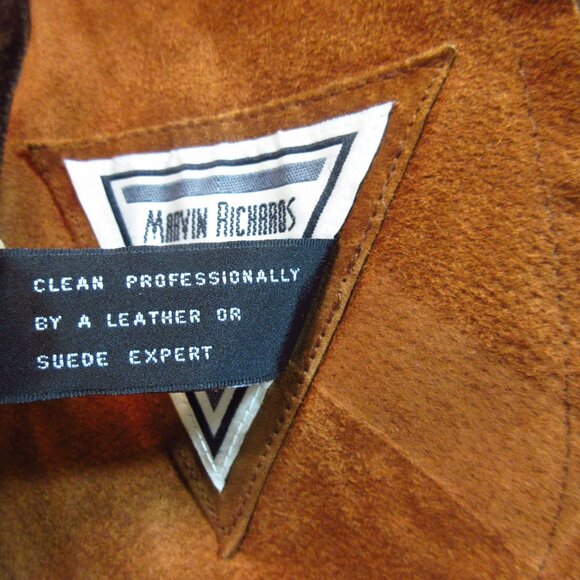 MARVIN RICHARDS
CLEAN PROFESSIONALLY
BY A LEATHER OR
SUEDE EXPERT